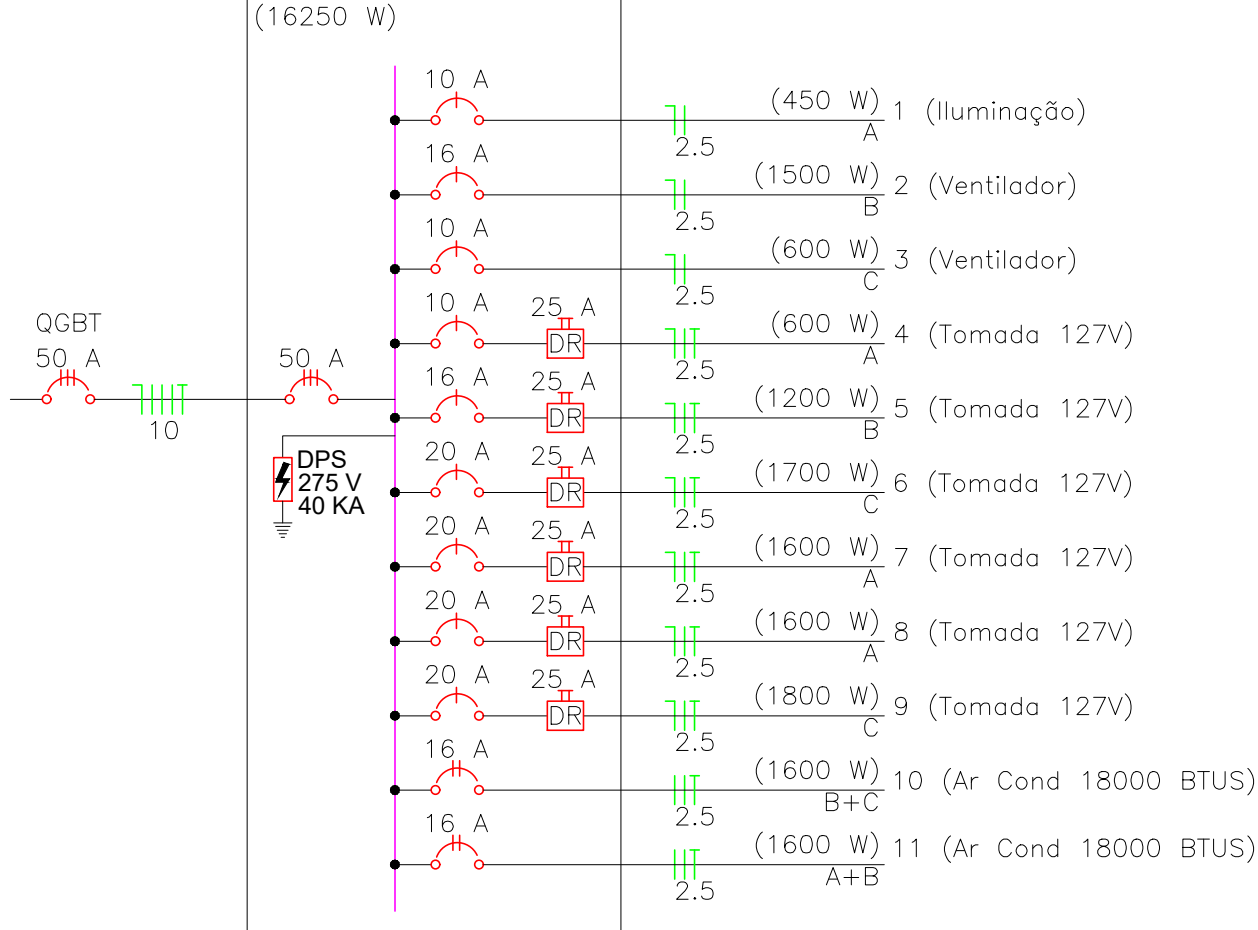 (16250 W)
10 A
(450 W) 1 (Iluminação)
A
2.5
16 A
(1500 W) 2 (Ventilador)
B
2.5
10 A
(600 W) 3 (Ventilador)
C
2.5
10 A
25 A
(600 W) 4 (Tomada 127V)
A
2.5
QGBT
50 A
50 A
10
16 A
25 A
(1200 W) 5 (Tomada 127V)
B
2.5
DPS
275 V
40 KA
20 A
25 A
(1700 W) 6 (Tomada 127V)
C
2.5
20 A
25 A
(1600 W) 7 (Tomada 127V)
A
2.5
20 A
25 A
(1600 W) 8 (Tomada 127V)
A
2.5
20 A
25 A
(1800 W) 9 (Tomada 127V)
C
2.5
DR
DR
DR
DR
DR
DR
16 A
(1600 W) 10 (Ar Cond 18000 BTUS)
B+C
2.5
16 A
(1600 W) 11 (Ar Cond 18000 BTUS)
A+B
2.5